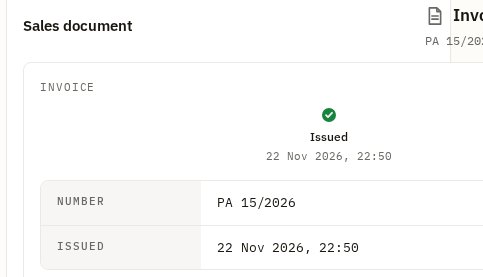 Sales document
INVOICE
Issued
22 Nov 2026, 22:50
NUMBER PA 15/2026
ISSUED 22 Nov 2026, 22:50
PA